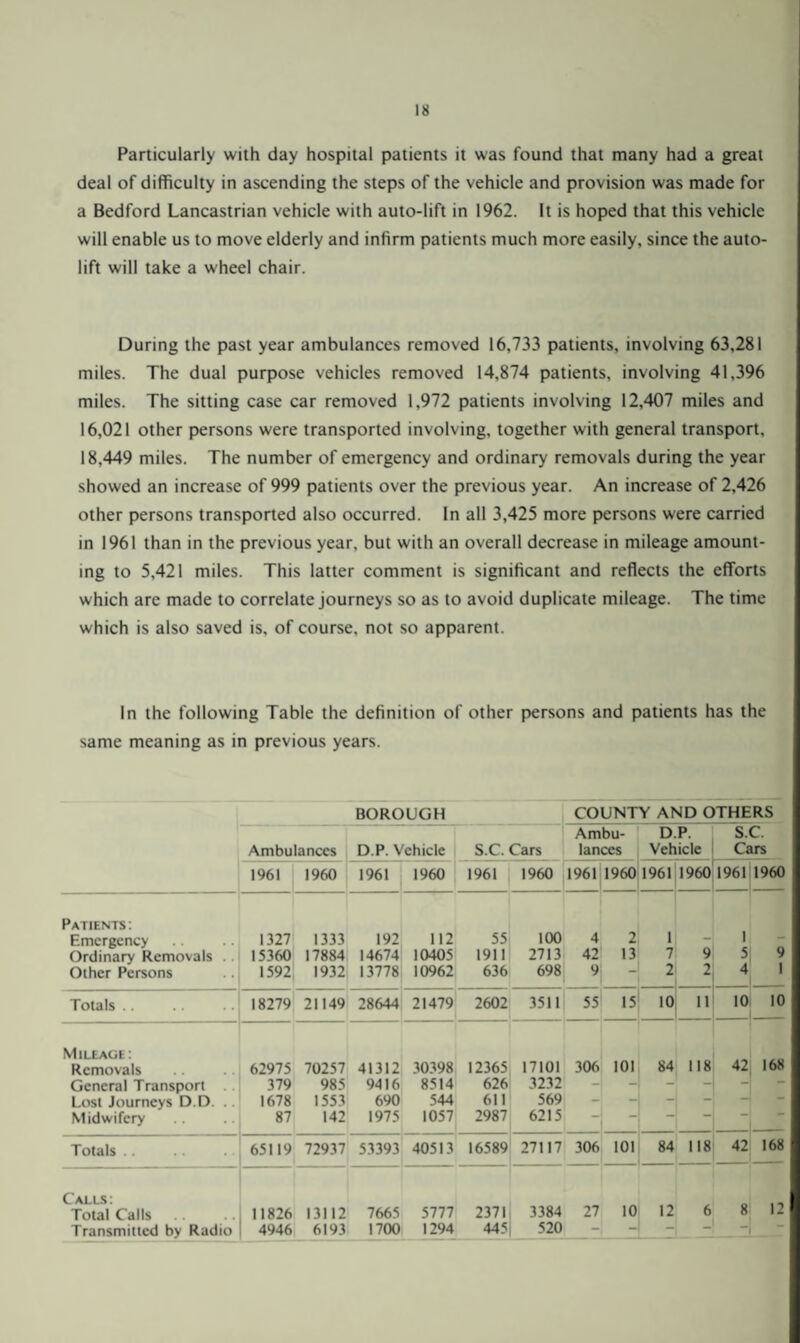 18
Particularly with day hospital patients it was found that many had a great
deal of difficulty in ascending the steps of the vehicle and provision was made for
a Bedford Lancastrian vehicle with auto-lift in 1962. It is hoped that this vehicle
will enable us to move elderly and infirm patients much more easily, since the auto-
lift will take a wheel chair.
During the past year ambulances removed 16,733 patients, involving 63,281
miles. The dual purpose vehicles removed 14,874 patients, involving 41,396
miles. The sitting case car removed 1,972 patients involving 12,407 miles and
16,021 other persons were transported involving, together with general transport,
18,449 miles. The number of emergency and ordinary removals during the year
showed an increase of 999 patients over the previous year. An increase of 2,426
other persons transported also occurred. In all 3,425 more persons were carried
in 1961 than in the previous year, but with an overall decrease in mileage amount-
ing to 5,421 miles. This latter comment is significant and reflects the efforts
which are made to correlate journeys so as to avoid duplicate mileage. The time
which is also saved is, of course, not so apparent.
In the following Table the definition of other persons and patients has the
same meaning as in previous years.
BOROUGH COUNTY AND OTHERS
Ambu- D.P. S.C.
Ambulances D.P. Vehicle S.C. Cars lances Vehicle Cars
1961 1960 1961 1960 1961 1960 1961 1960 1961 1960 1961 1960
PATIENTS:
Emergency .. .. 1327 1333 192 112 55 100 4 2 1 – 1 –
Ordinary Removals .. 15360 17884 14674 10405 1911 2713 42 13 7 9 5 9
Other Persons .. 1592 1932 13778 10962 636 698 9 – 2 2 4 1
Totals .. .. .. 18279 21149 28644 21479 2602 3511 55 15 10 11 10 10
MILEAGE:
Removals .. .. 62975 70257 41312 30398 12365 17101 306 101 84 118 42 168
General Transport .. 379 985 9416 8514 626 3232 – – – – – –
Lost Journeys D.D. .. 1678 1553 690 544 611 569 – – – – – –
Midwifery .. .. 87 142 1975 1057 2987 6215 – – – – – –
Totals .. .. .. 65119 72937 53393 40513 16589 27117 306 101 84 118 42 168
CALLS:
Total Calls .. .. 11826 13112 7665 5777 2371 3384 27 10 12 6 8 12
Transmitted by Radio 4946 6193 1700 1294 445 520 – – – – – –